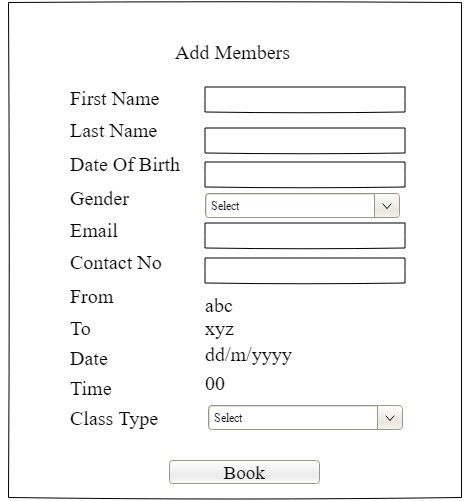 Add Members
First Name
Last Name
Date Of Birth
Gender Select
Email
Contact No
From abc
To xyz
Date dd/m/yyyy
Time 00
Class Type Select
Book